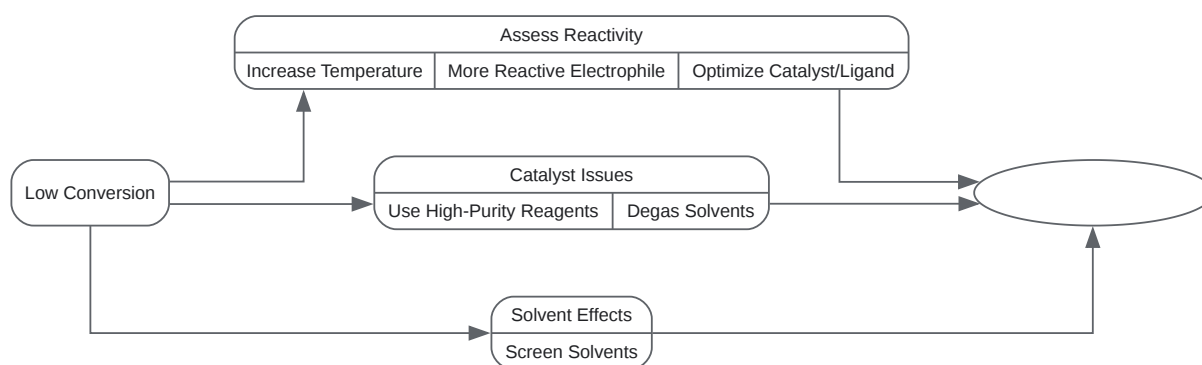 Assess Reactivity
Increase Temperature
More Reactive Electrophile
Optimize Catalyst/Ligand
Low Conversion
Catalyst Issues
Use High-Purity Reagents
Degas Solvents
Solvent Effects
Screen Solvents